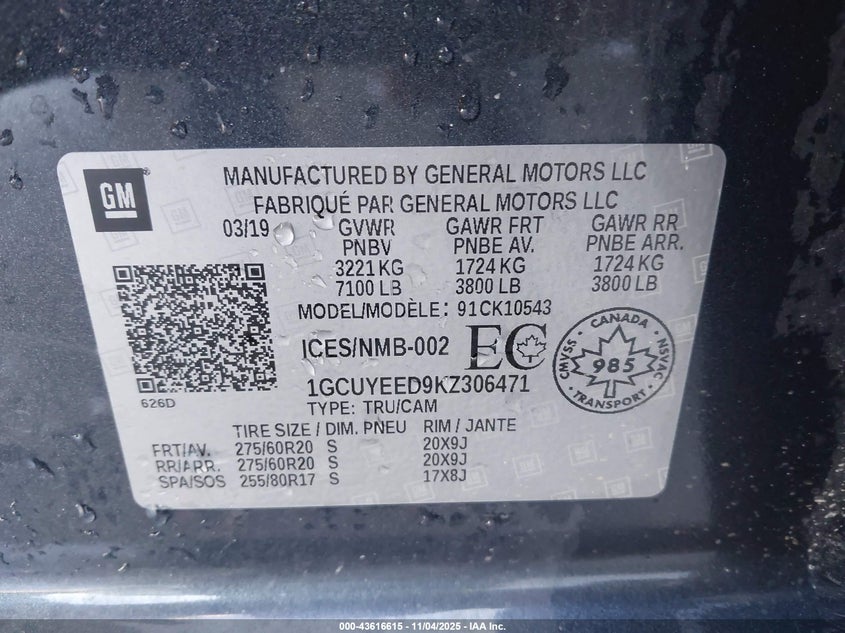 GM
MANUFACTURED BY GENERAL MOTORS LLC
FABRIQUÉ PAR GENERAL MOTORS LLC
03/19 GVWR GAWR FRT GAWR RR
PNBV PNBE AV. PNBE ARR.
3221 KG 1724 KG 1724 KG
7100 LB 3800 LB 3800 LB
MODEL/MODÈLE: 91CK10543
ICES/NMB-002 EC
CANADA
CMVSS 985 NSVAC
TRANSPORT
1GCUYEED9KZ306471
626D
TYPE: TRU/CAM
TIRE SIZE / DIM. PNEU RIM / JANTE
FRT/AV. 275/60R20 S 20X9J
RR/ARR. 275/60R20 S 20X9J
SPA/SOS 255/80R17 S 17X8J
000-43616615 - 11/04/2025 - IAA Inc.